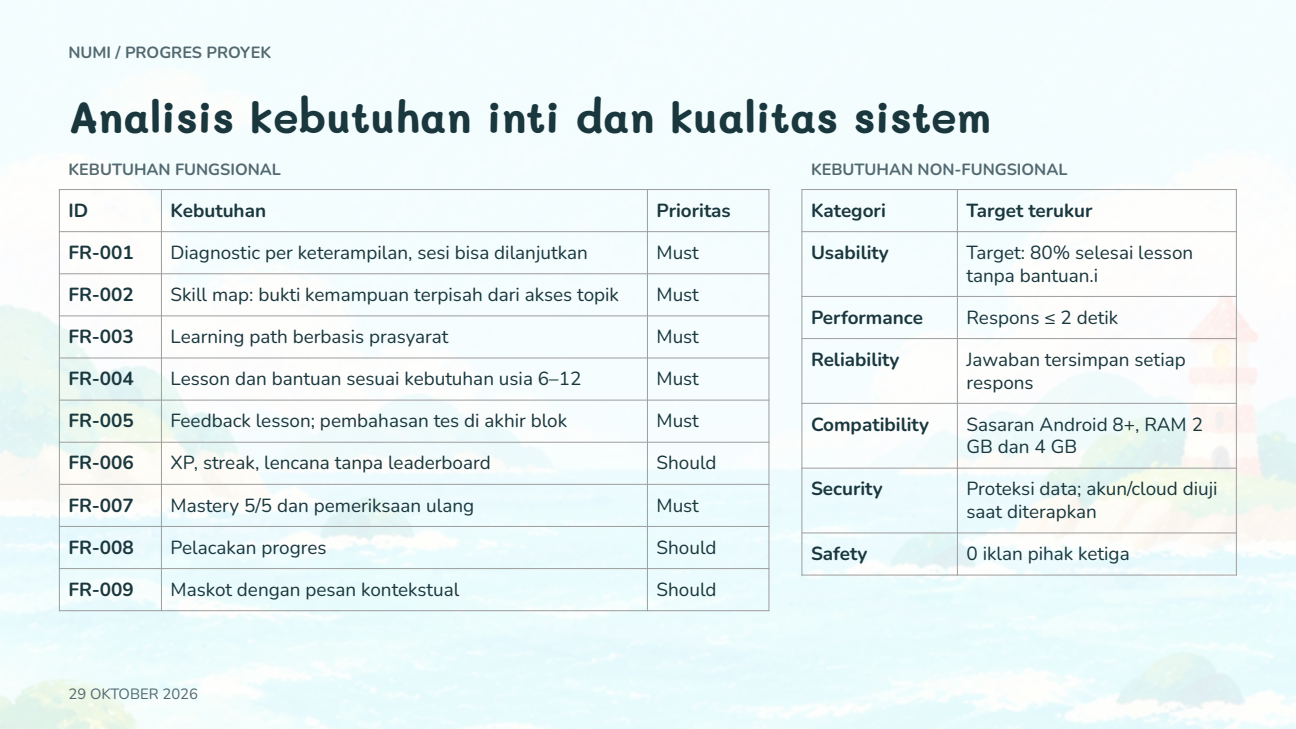 NUMI / PROGRES PROYEK
Analisis kebutuhan inti dan kualitas sistem
KEBUTUHAN FUNGSIONAL
ID Kebutuhan Prioritas
FR-001 Diagnostic per keterampilan, sesi bisa dilanjutkan Must
FR-002 Skill map: bukti kemampuan terpisah dari akses topik Must
FR-003 Learning path berbasis prasyarat Must
FR-004 Lesson dan bantuan sesuai kebutuhan usia 6–12 Must
FR-005 Feedback lesson; pembahasan tes di akhir blok Must
FR-006 XP, streak, lencana tanpa leaderboard Should
FR-007 Mastery 5/5 dan pemeriksaan ulang Must
FR-008 Pelacakan progres Should
FR-009 Maskot dengan pesan kontekstual Should
KEBUTUHAN NON-FUNGSIONAL
Kategori Target terukur
Usability Target: 80% selesai lesson
tanpa bantuan.i
Performance Respons ≤ 2 detik
Reliability Jawaban tersimpan setiap
respons
Compatibility Sasaran Android 8+, RAM 2
GB dan 4 GB
Security Proteksi data; akun/cloud diuji
saat diterapkan
Safety 0 iklan pihak ketiga
29 OKTOBER 2026